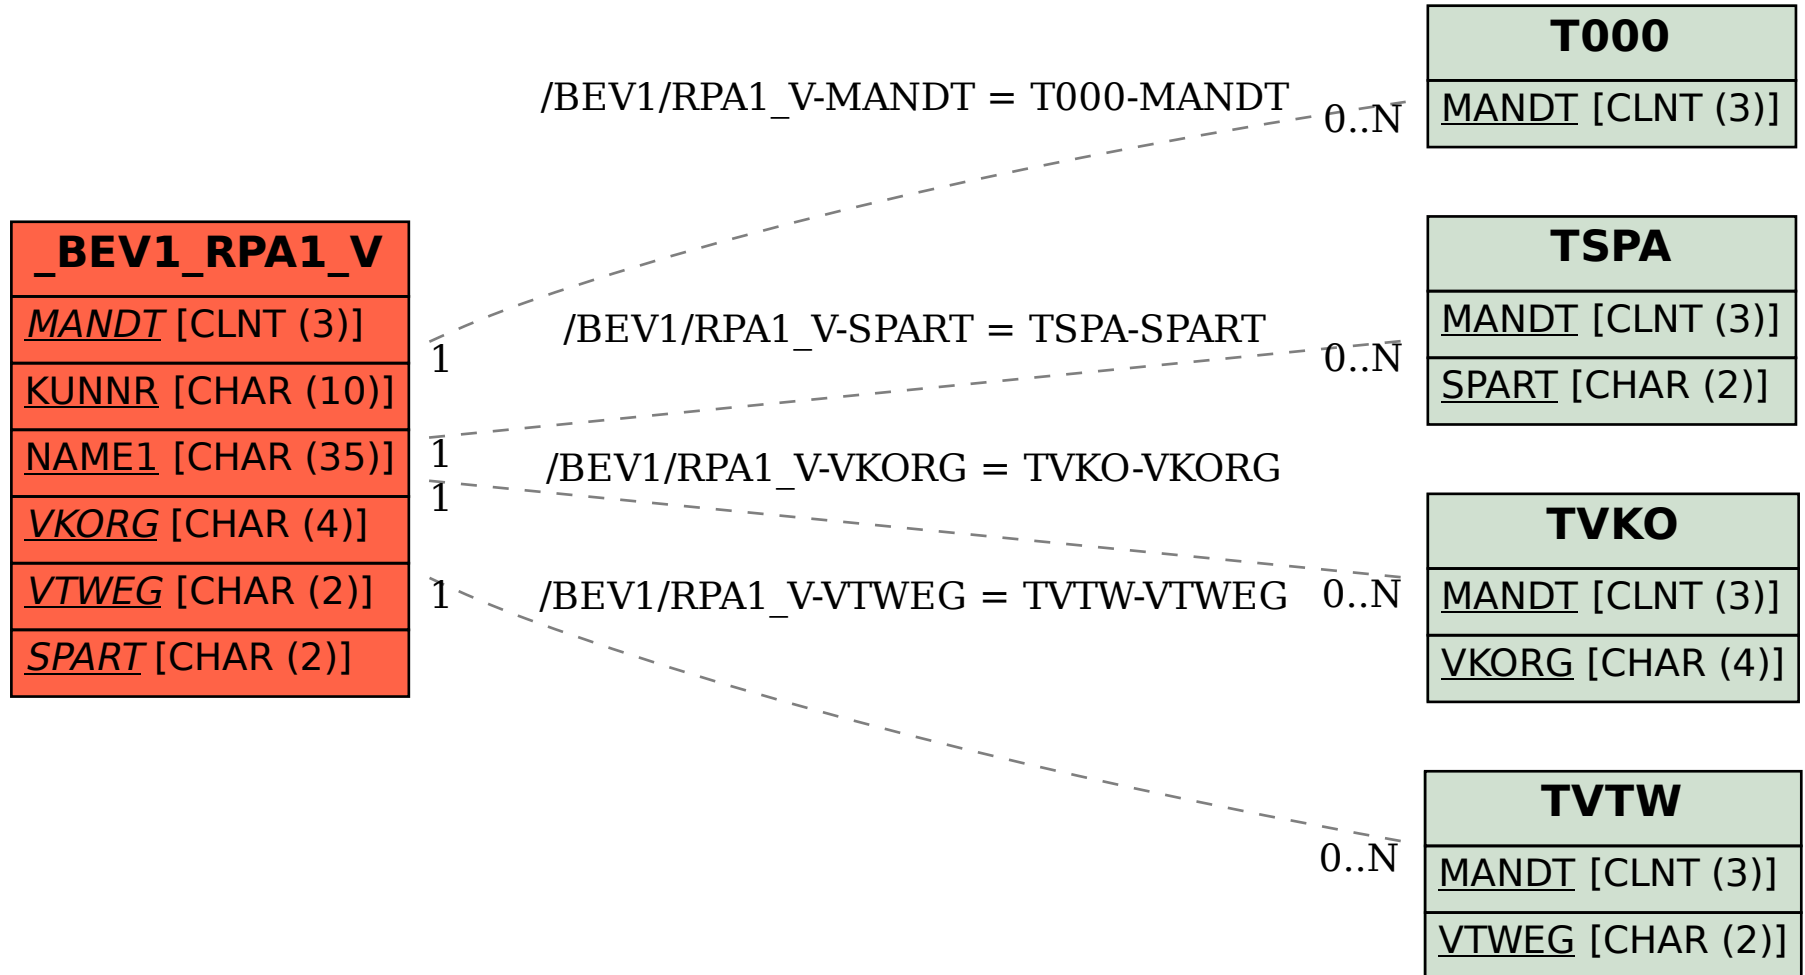 _BEV1_RPA1_V
MANDT [CLNT (3)]
KUNNR [CHAR (10)]
NAME1 [CHAR (35)]
VKORG [CHAR (4)]
VTWEG [CHAR (2)]
SPART [CHAR (2)]
/BEV1/RPA1_V-MANDT = T000-MANDT
1
0..N
/BEV1/RPA1_V-SPART = TSPA-SPART
1
0..N
/BEV1/RPA1_V-VKORG = TVKO-VKORG
1
0..N
/BEV1/RPA1_V-VTWEG = TVTW-VTWEG
1
0..N
T000
MANDT [CLNT (3)]
TSPA
MANDT [CLNT (3)]
SPART [CHAR (2)]
TVKO
MANDT [CLNT (3)]
VKORG [CHAR (4)]
TVTW
MANDT [CLNT (3)]
VTWEG [CHAR (2)]